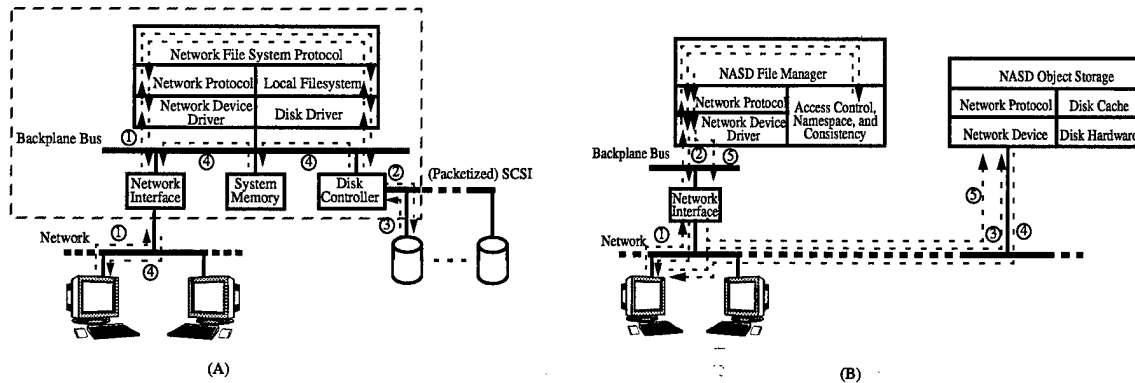 Network File System Protocol
Network Protocol
Local Filesystem
Network Device
Driver
Disk Driver
Backplane Bus
①
④
④
Network
Interface
System
Memory
Disk
Controller
②
(Packetized) SCSI
③
Network
①
④
(A)
NASD File Manager
Network Protocol
Network Device
Driver
Access Control,
Namespace, and
Consistency
Backplane Bus
②
⑤
Network
Interface
Network
①
NASD Object Storage
Network Protocol
Disk Cache
Network Device
Disk Hardware
⑤
③
④
(B)